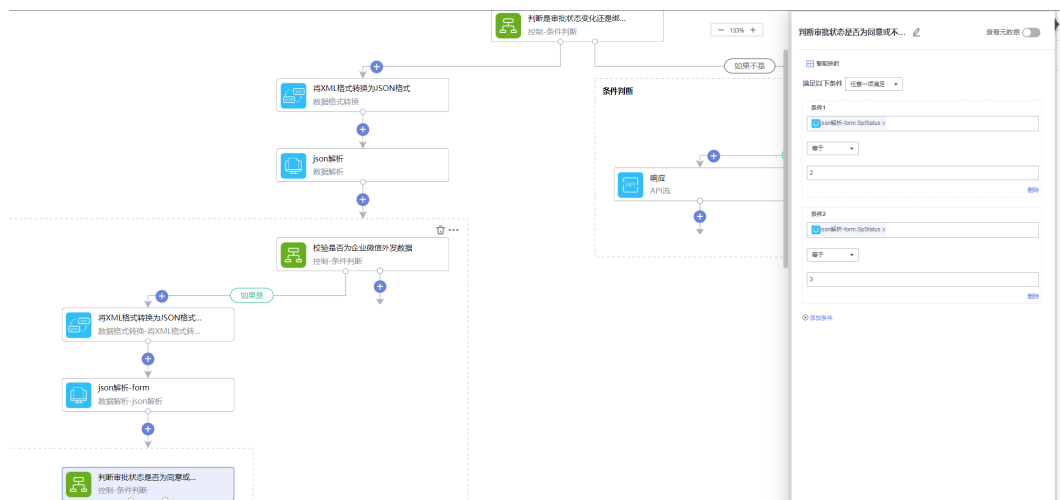 判断是审批状态变化还是绑...
控制-条件判断
− 133% +
如果不是
将XML格式转换为JSON格式
数据格式转换
条件判断
json解析
数据解析
响应
API流
校验是否为企业微信外发数据
控制-条件判断
如果是
将XML格式转换为JSON格式...
数据格式转换-将XML格式转...
json解析-form
数据解析-json解析
判断审批状态是否为同意或...
控制-条件判断
判断审批状态是否为同意或不...
查看元数据
智能映射
满足以下条件 任意一项满足
条件1
json解析-form.SpStatus x
等于
2
删除
条件2
json解析-form.SpStatus x
等于
3
删除
添加条件